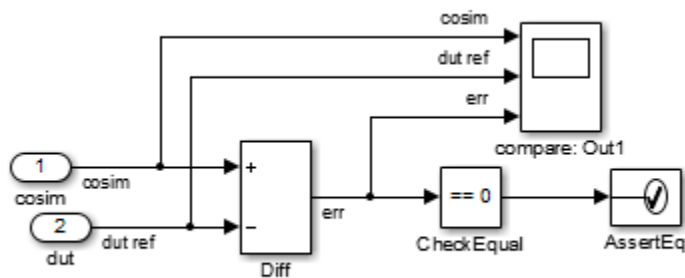 cosim
dut ref
err
compare: Out1
1
cosim
cosim
+
2
dut ref
dut
−
Diff
err
== 0
CheckEqual
AssertEq